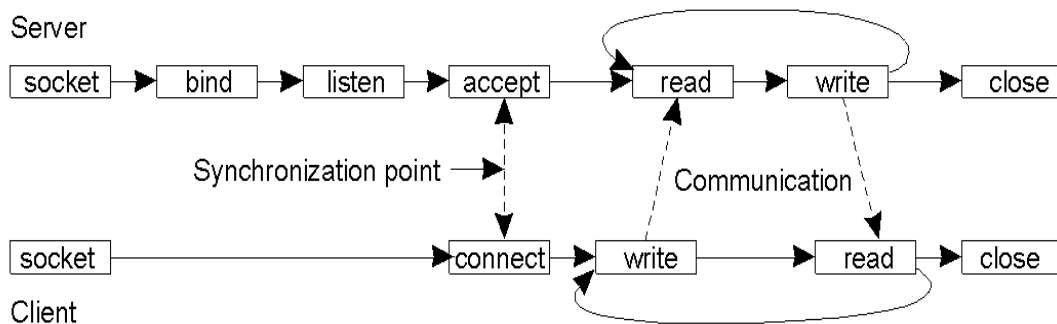 Server
socket bind listen accept read write close
Synchronization point
Communication
socket connect write read close
Client